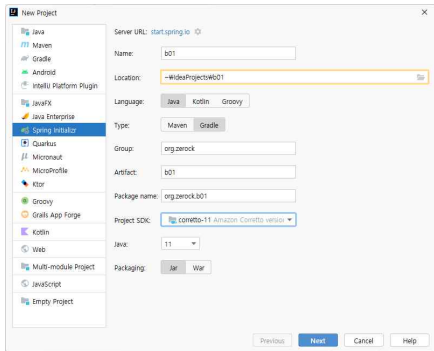 New Project
Java
Maven
Gradle
Android
IntelliJ Platform Plugin
JavaFX
Java Enterprise
Spring Initializr
Quarkus
Micronaut
MicroProfile
Ktor
Groovy
Grails App Forge
Kotlin
Web
Multi-module Project
JavaScript
Empty Project
Server URL: start.spring.io
Name: b01
Location: ~₩IdeaProjects₩b01
Language: Java Kotlin Groovy
Type: Maven Gradle
Group: org.zerock
Artifact: b01
Package name: org.zerock.b01
Project SDK: corretto-11 Amazon Corretto versio
Java: 11
Packaging: Jar War
Previous Next Cancel Help